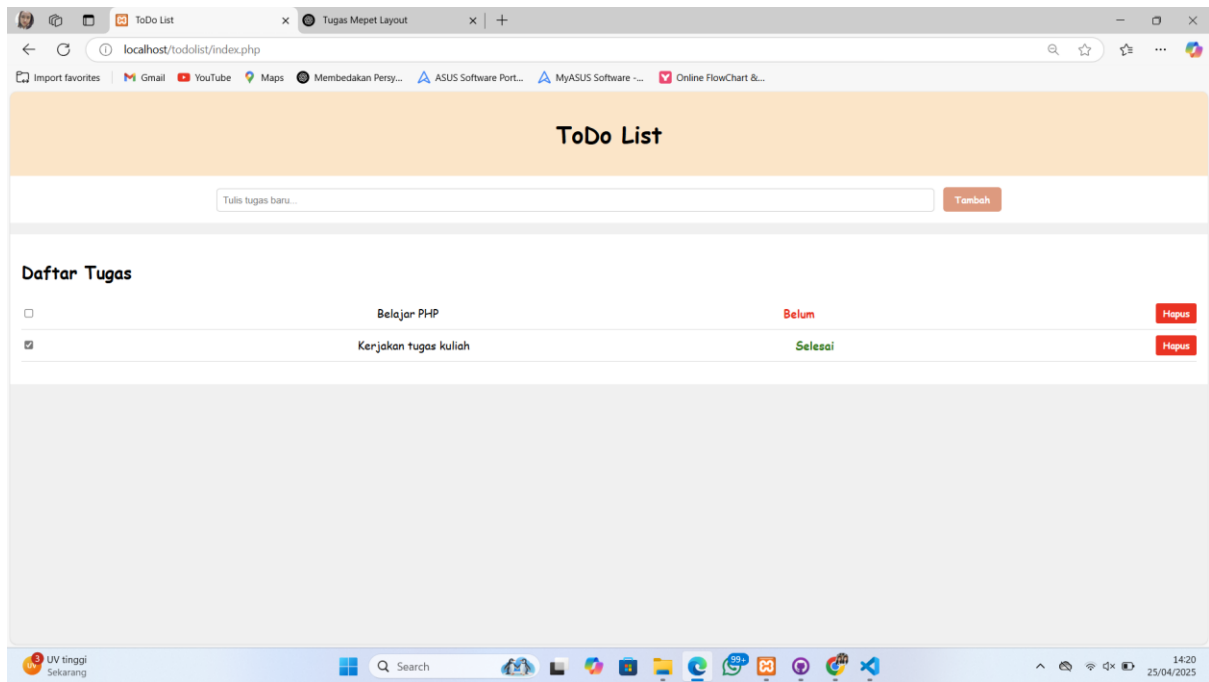 ToDo List
Tugas Mepet Layout
localhost/todolist/index.php
Import favorites
Gmail
YouTube
Maps
Membedakan Persy...
ASUS Software Port...
MyASUS Software -...
Online FlowChart &...
ToDo List
Tulis tugas baru...
Tambah
Daftar Tugas
Belajar PHP Belum Hapus
Kerjakan tugas kuliah Selesai Hapus
3
UV tinggi
Sekarang
Search
99+
14:20
25/04/2025